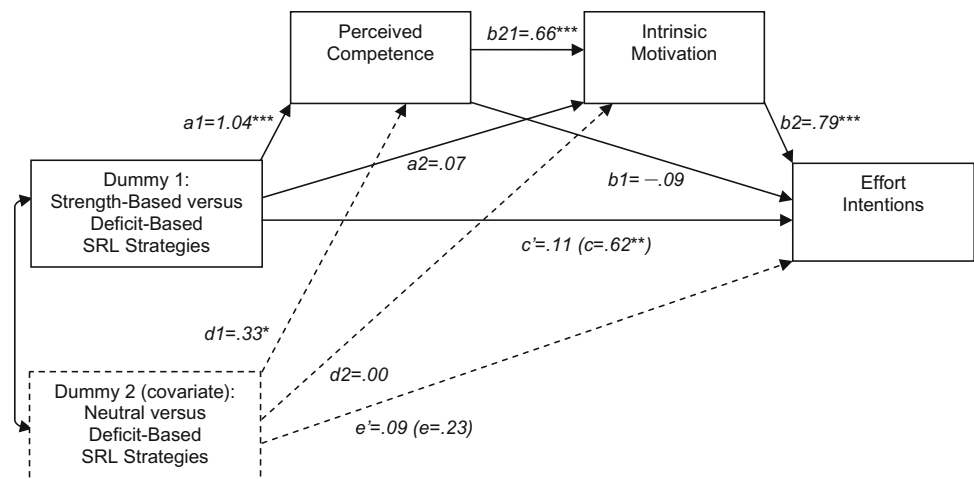 Perceived
Competence
b21=.66***
Intrinsic
Motivation
a1=1.04***
b2=.79***
a2=.07
Dummy 1:
Strength-Based versus
Deficit-Based
SRL Strategies
b1= −.09
Effort
Intentions
c'=.11 (c=.62**)
d1=.33*
d2=.00
Dummy 2 (covariate):
Neutral versus
Deficit-Based
SRL Strategies
e'=.09 (e=.23)